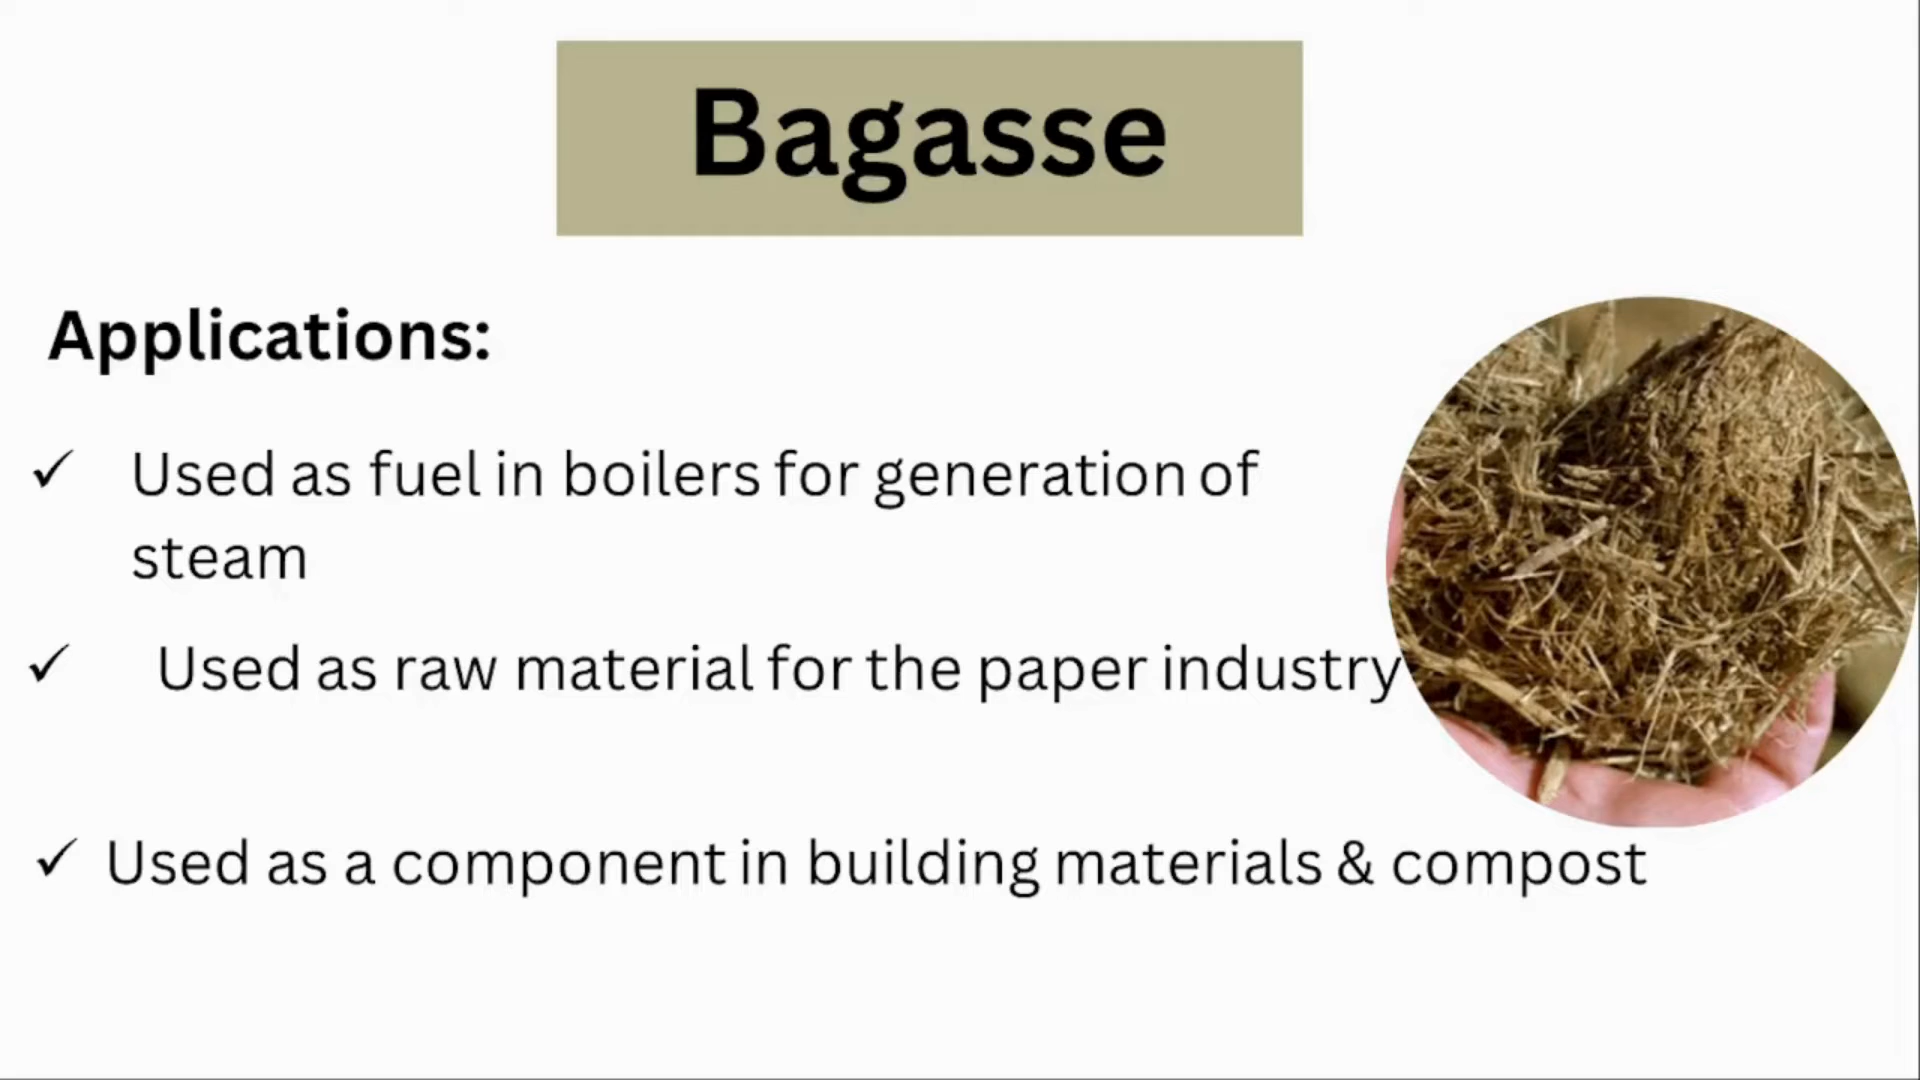 Bagasse
Applications:
✓ Used as fuel in boilers for generation of
steam
✓ Used as raw material for the paper industry
✓ Used as a component in building materials & compost